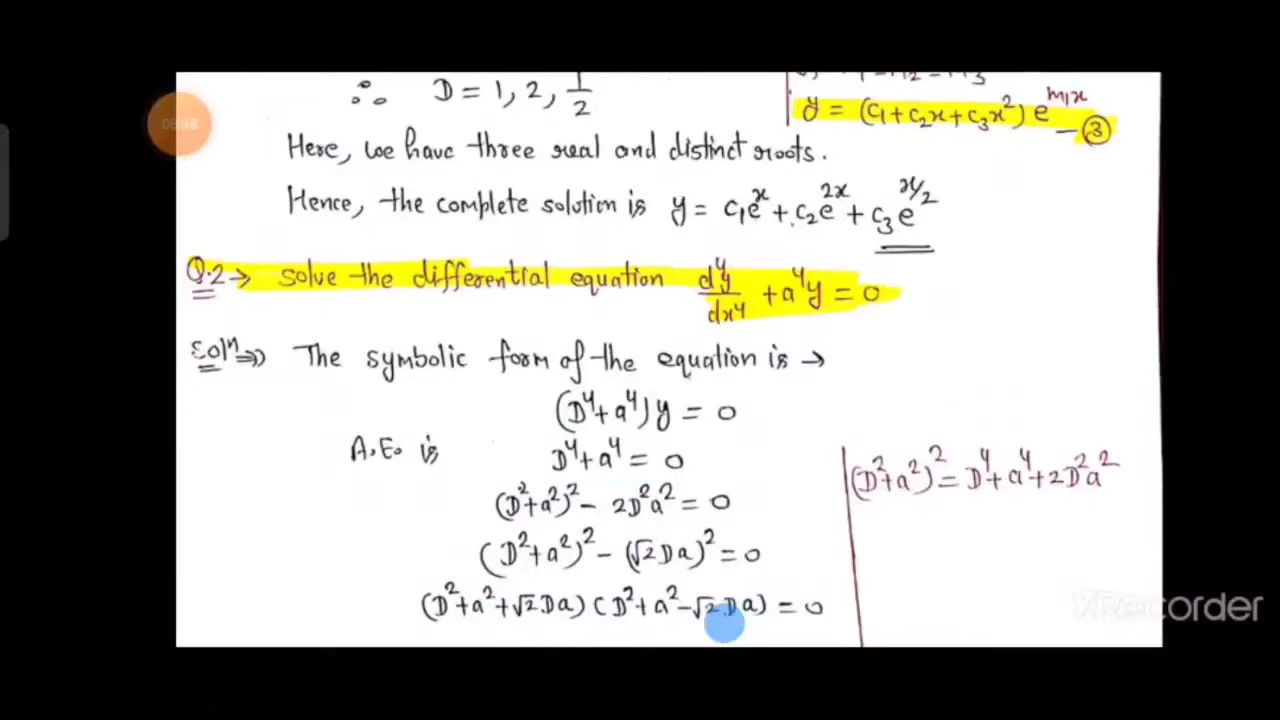 ∴ D = 1, 2, 1/2
y = (c₁ + c₂x + c₃x²) e^{m₁x} — ③
Here, we have three real and distinct roots.
Hence, the complete solution is y = c₁e^x + c₂e^{2x} + c₃e^{x/2}
Q.2→ solve the differential equation d⁴y/dx⁴ + a⁴y = 0
Solⁿ⇒ The symbolic form of the equation is →
(D⁴ + a⁴) y = 0
A.E. is D⁴ + a⁴ = 0
(D² + a²)² − 2D²a² = 0
(D² + a²)² = D⁴ + a⁴ + 2D²a²
(D² + a²)² − (√2 Da)² = 0
(D² + a² + √2 Da) (D² + a² − √2 Da) = 0
XRecorder